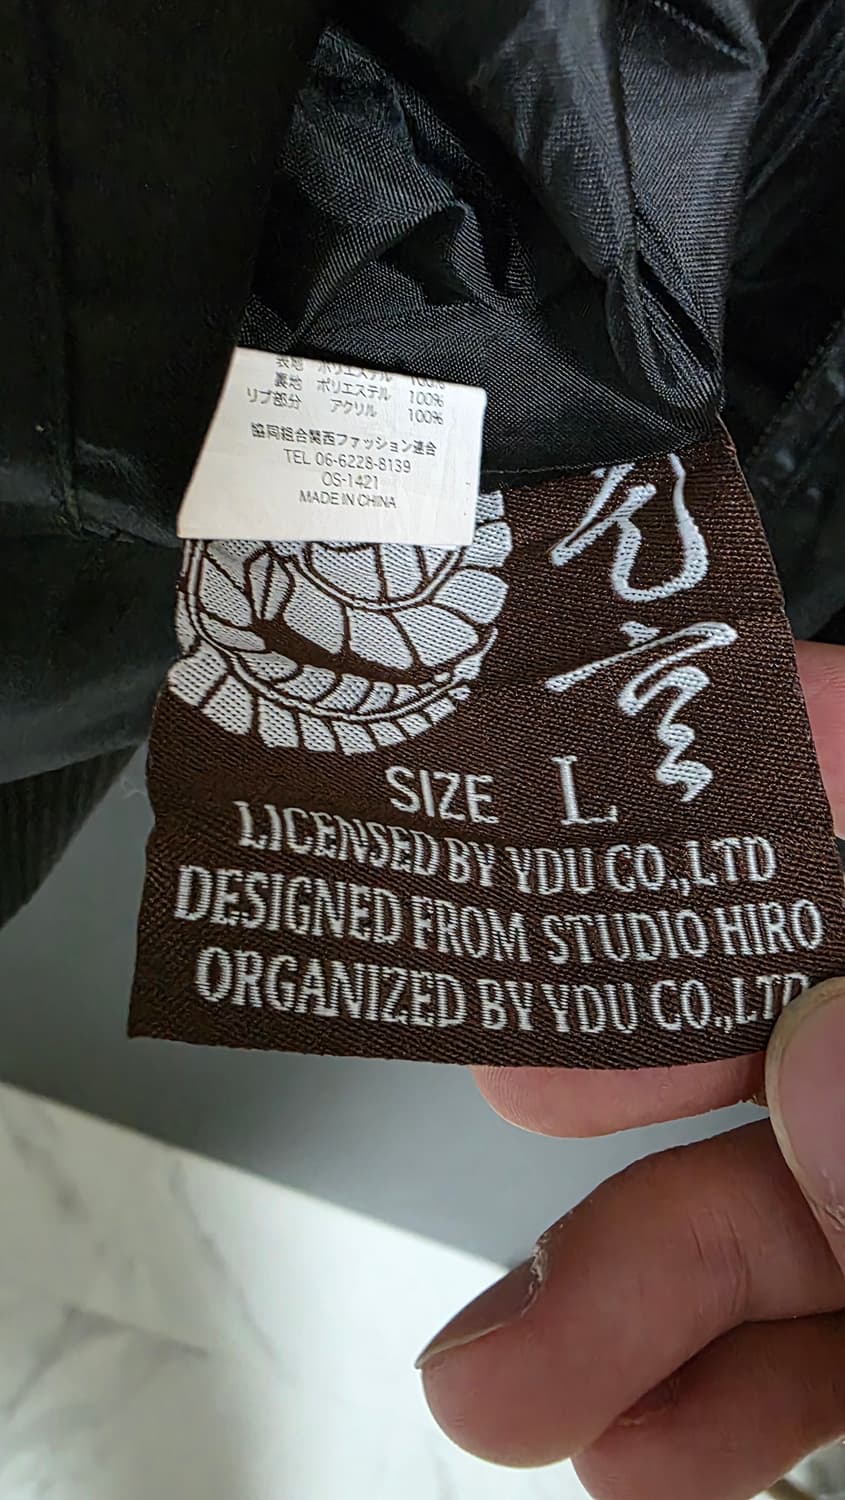 表地 ポリエステル 100%
裏地 ポリエステル 100%
リブ部分 アクリル 100%
協同組合関西ファッション連合
TEL 06-6228-8139
OS-1421
MADE IN CHINA
SIZE L
LICENSED BY YDU CO.,LTD
DESIGNED FROM STUDIO HIRO
ORGANIZED BY YDU CO.,LTD